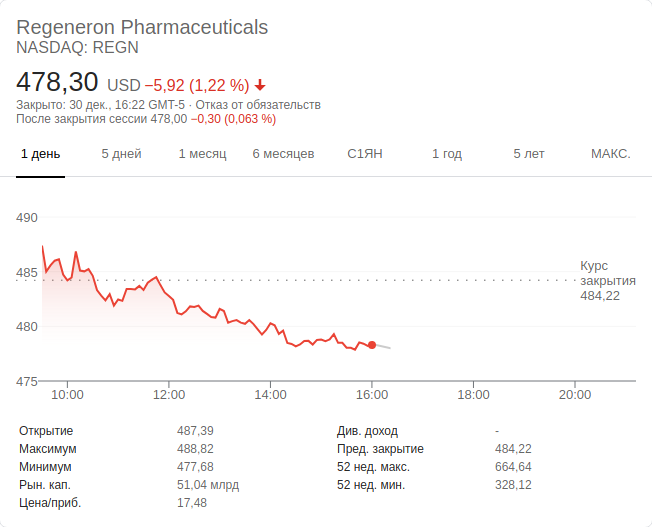 Regeneron Pharmaceuticals
NASDAQ: REGN
478,30 USD −5,92 (1,22 %)
Закрыто: 30 дек., 16:22 GMT-5 · Отказ от обязательств
После закрытия сессии 478,00 −0,30 (0,063 %)
1 день 5 дней 1 месяц 6 месяцев С1ЯН 1 год 5 лет МАКС.
490
485
480
475
Курс
закрытия
484,22
10:00 12:00 14:00 16:00 18:00 20:00
Открытие 487,39 Див. доход -
Максимум 488,82 Пред. закрытие 484,22
Минимум 477,68 52 нед. макс. 664,64
Рын. кап. 51,04 млрд 52 нед. мин. 328,12
Цена/приб. 17,48